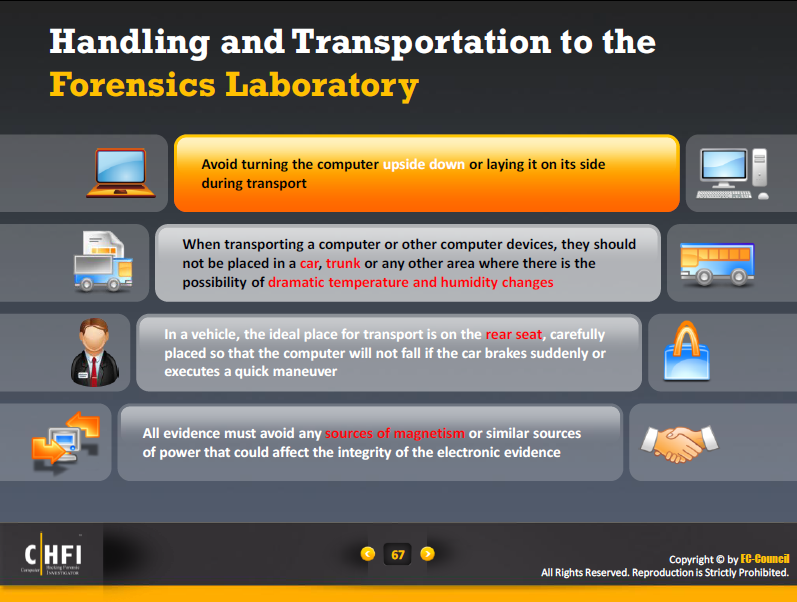 Handling and Transportation to the
Forensics Laboratory
Avoid turning the computer upside down or laying it on its side
during transport
When transporting a computer or other computer devices, they should
not be placed in a car, trunk or any other area where there is the
possibility of dramatic temperature and humidity changes
In a vehicle, the ideal place for transport is on the rear seat, carefully
placed so that the computer will not fall if the car brakes suddenly or
executes a quick maneuver
All evidence must avoid any sources of magnetism or similar sources
of power that could affect the integrity of the electronic evidence
CHFI
Computer Hacking Forensic
INVESTIGATOR
67
Copyright © by EC-Council
All Rights Reserved. Reproduction is Strictly Prohibited.